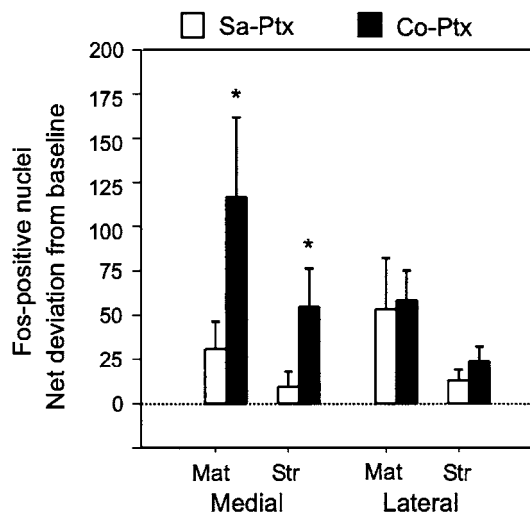 Sa-Ptx Co-Ptx
Fos-positive nuclei
Net deviation from baseline
200
175
150
125
100
75
50
25
0
*
*
Mat Str Mat Str
Medial Lateral